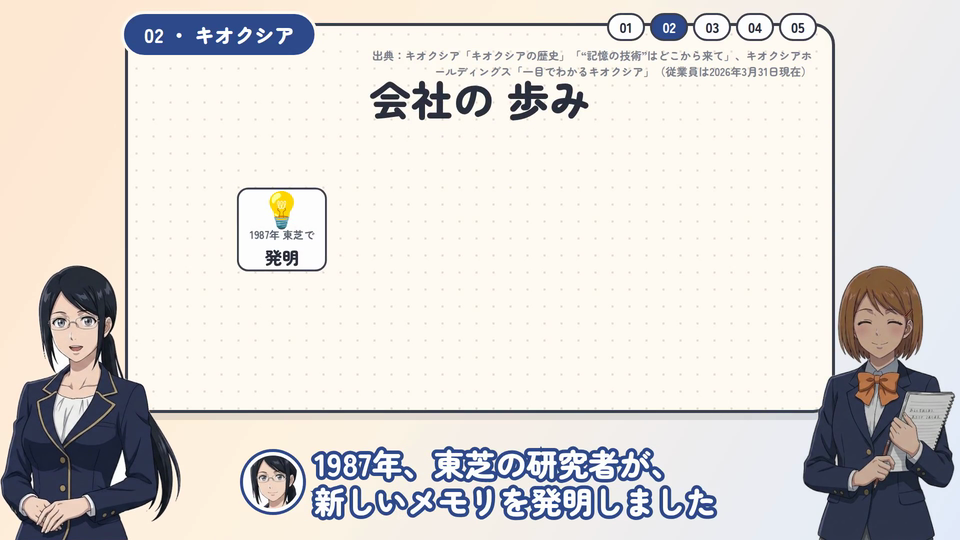 02 ・ キオクシア
01 02 03 04 05
出典：キオクシア「キオクシアの歴史」「“記憶の技術”はどこから来て」、キオクシアホ
ールディングス「一目でわかるキオクシア」（従業員は2026年3月31日現在）
会社の 歩み
1987年 東芝で
発明
1987年、東芝の研究者が、
新しいメモリを発明しました